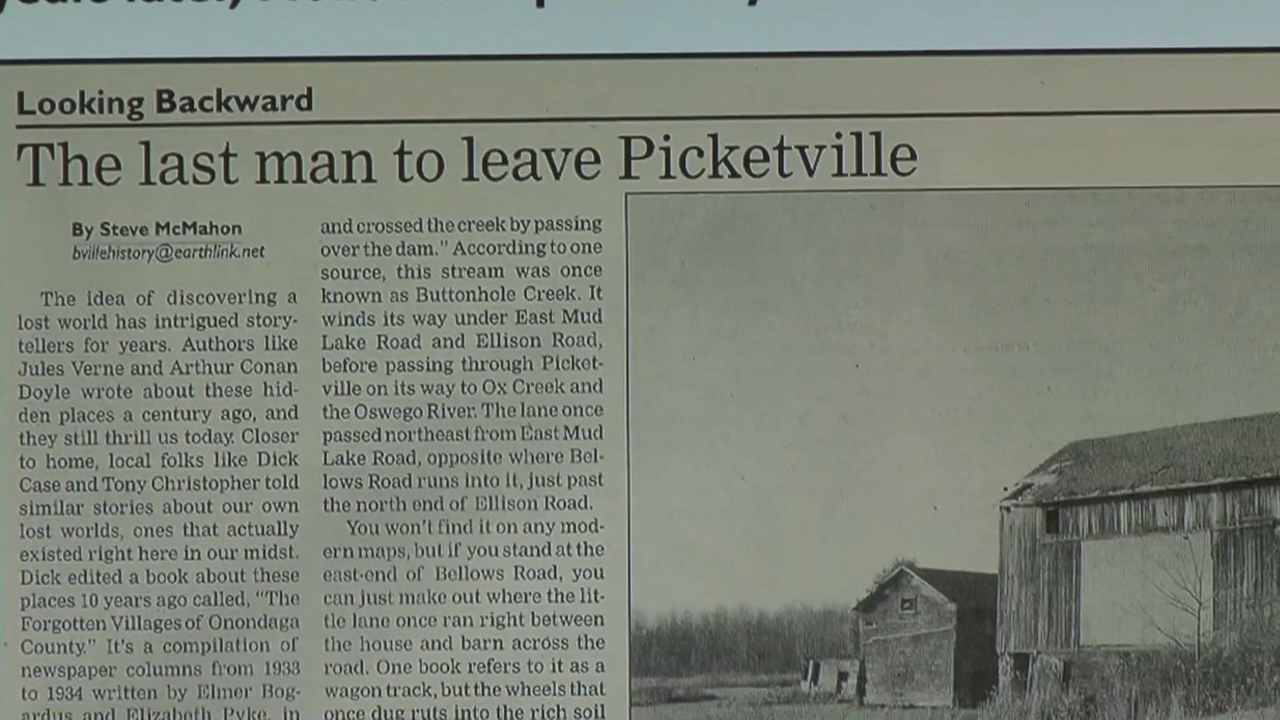 Looking Backward
The last man to leave Picketville
By Steve McMahon
bvillehistory@earthlink.net
The idea of discovering a
lost world has intrigued story-
tellers for years. Authors like
Jules Verne and Arthur Conan
Doyle wrote about these hid-
den places a century ago, and
they still thrill us today. Closer
to home, local folks like Dick
Case and Tony Christopher told
similar stories about our own
lost worlds, ones that actually
existed right here in our midst.
Dick edited a book about these
places 10 years ago called, "The
Forgotten Villages of Onondaga
County." It's a compilation of
newspaper columns from 1933
to 1934 written by Elmer Bog-
ardus and Elizabeth Pyke, in
and crossed the creek by passing
over the dam." According to one
source, this stream was once
known as Buttonhole Creek. It
winds its way under East Mud
Lake Road and Ellison Road,
before passing through Picket-
ville on its way to Ox Creek and
the Oswego River. The lane once
passed northeast from East Mud
Lake Road, opposite where Bel-
lows Road runs into it, just past
the north end of Ellison Road.
You won't find it on any mod-
ern maps, but if you stand at the
east-end of Bellows Road, you
can just make out where the lit-
tle lane once ran right between
the house and barn across the
road. One book refers to it as a
wagon track, but the wheels that
once dug ruts into the rich soil